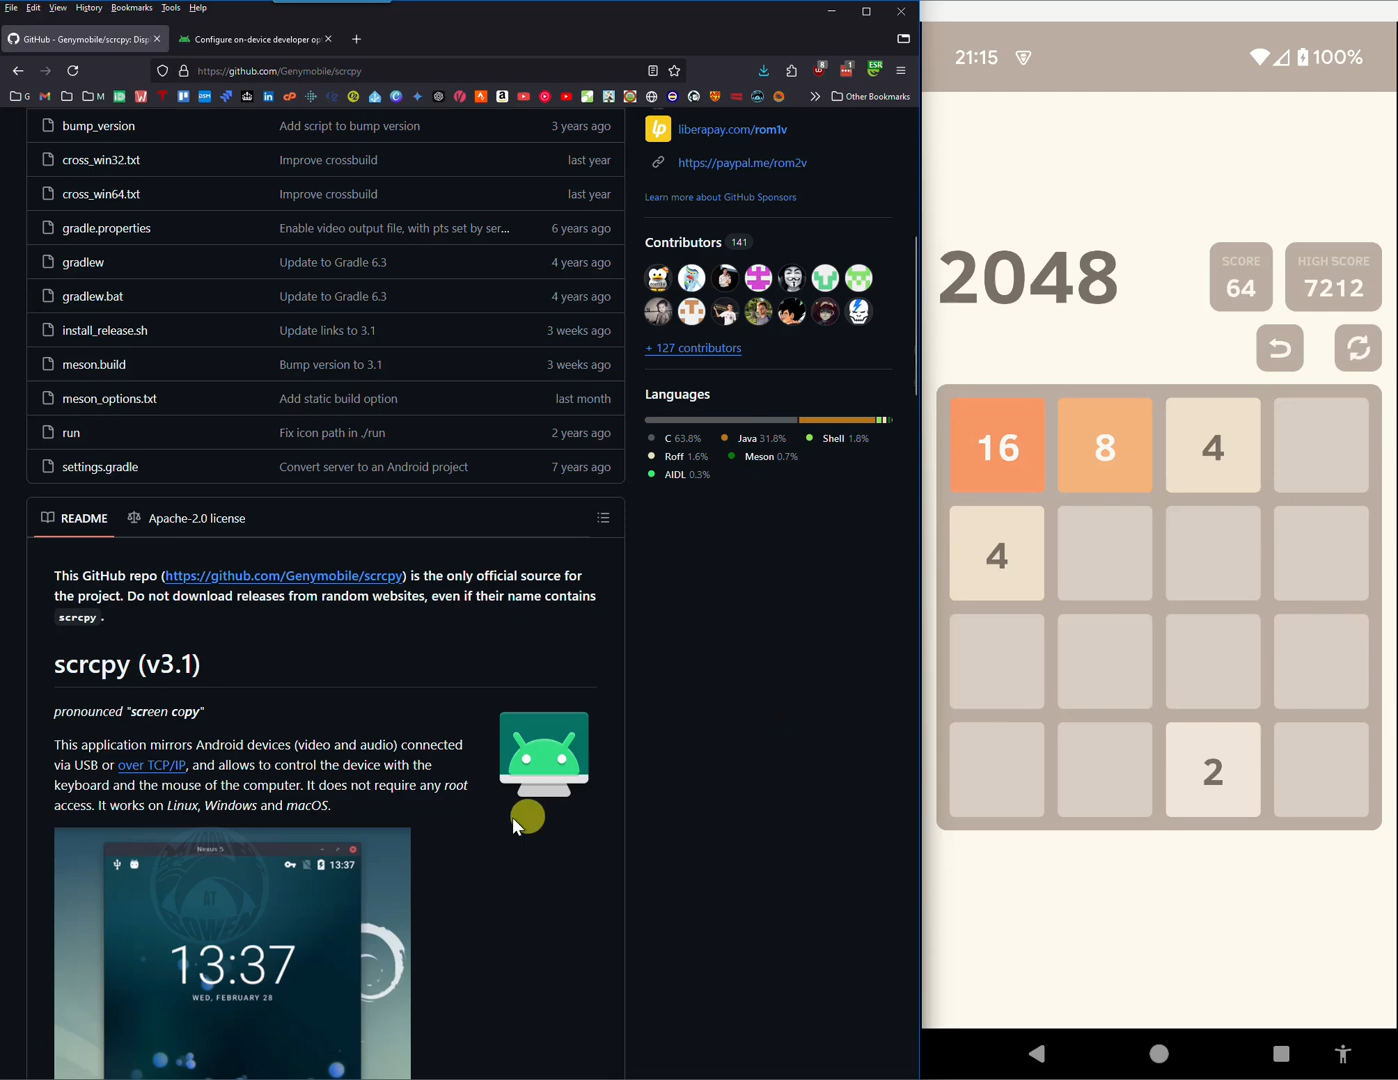 File Edit View History Bookmarks Tools Help
GitHub - Genymobile/scrcpy: Disp
Configure on-device developer op
https://github.com/Genymobile/scrcpy
8
1
ESR
G
M
Other Bookmarks
bump_version Add script to bump version 3 years ago
cross_win32.txt Improve crossbuild last year
cross_win64.txt Improve crossbuild last year
gradle.properties Enable video output file, with pts set by ser... 6 years ago
gradlew Update to Gradle 6.3 4 years ago
gradlew.bat Update to Gradle 6.3 4 years ago
install_release.sh Update links to 3.1 3 weeks ago
meson.build Bump version to 3.1 3 weeks ago
meson_options.txt Add static build option last month
run Fix icon path in ./run 2 years ago
settings.gradle Convert server to an Android project 7 years ago
README Apache-2.0 license
This GitHub repo (https://github.com/Genymobile/scrcpy) is the only official source for
the project. Do not download releases from random websites, even if their name contains
scrcpy .
scrcpy (v3.1)
pronounced "screen copy"
This application mirrors Android devices (video and audio) connected
via USB or over TCP/IP, and allows to control the device with the
keyboard and the mouse of the computer. It does not require any root
access. It works on Linux, Windows and macOS.
Nexus 5
13:37
13:37
WED, FEBRUARY 28
lp liberapay.com/rom1v
https://paypal.me/rom2v
Learn more about GitHub Sponsors
Contributors 141
+ 127 contributors
Languages
C 63.8% Java 31.8% Shell 1.8%
Roff 1.6% Meson 0.7%
AIDL 0.3%
21:15 100%
2048
SCORE
64
HIGH SCORE
7212
16 8 4
4
2